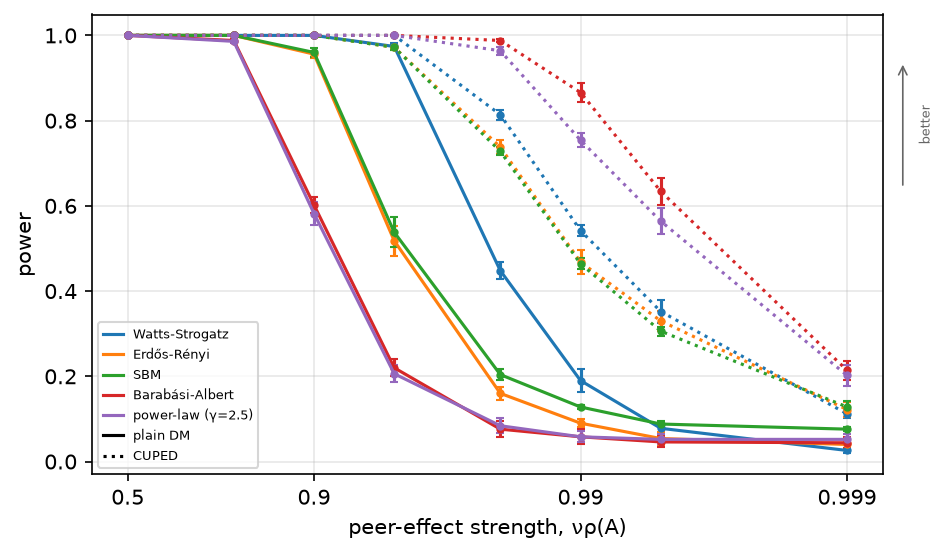 1.0
0.8
0.6
0.4
0.2
0.0
power
Watts-Strogatz
Erdős-Rényi
SBM
Barabási-Albert
power-law (γ=2.5)
plain DM
CUPED
0.5
0.9
0.99
0.999
peer-effect strength, νρ(A)
better